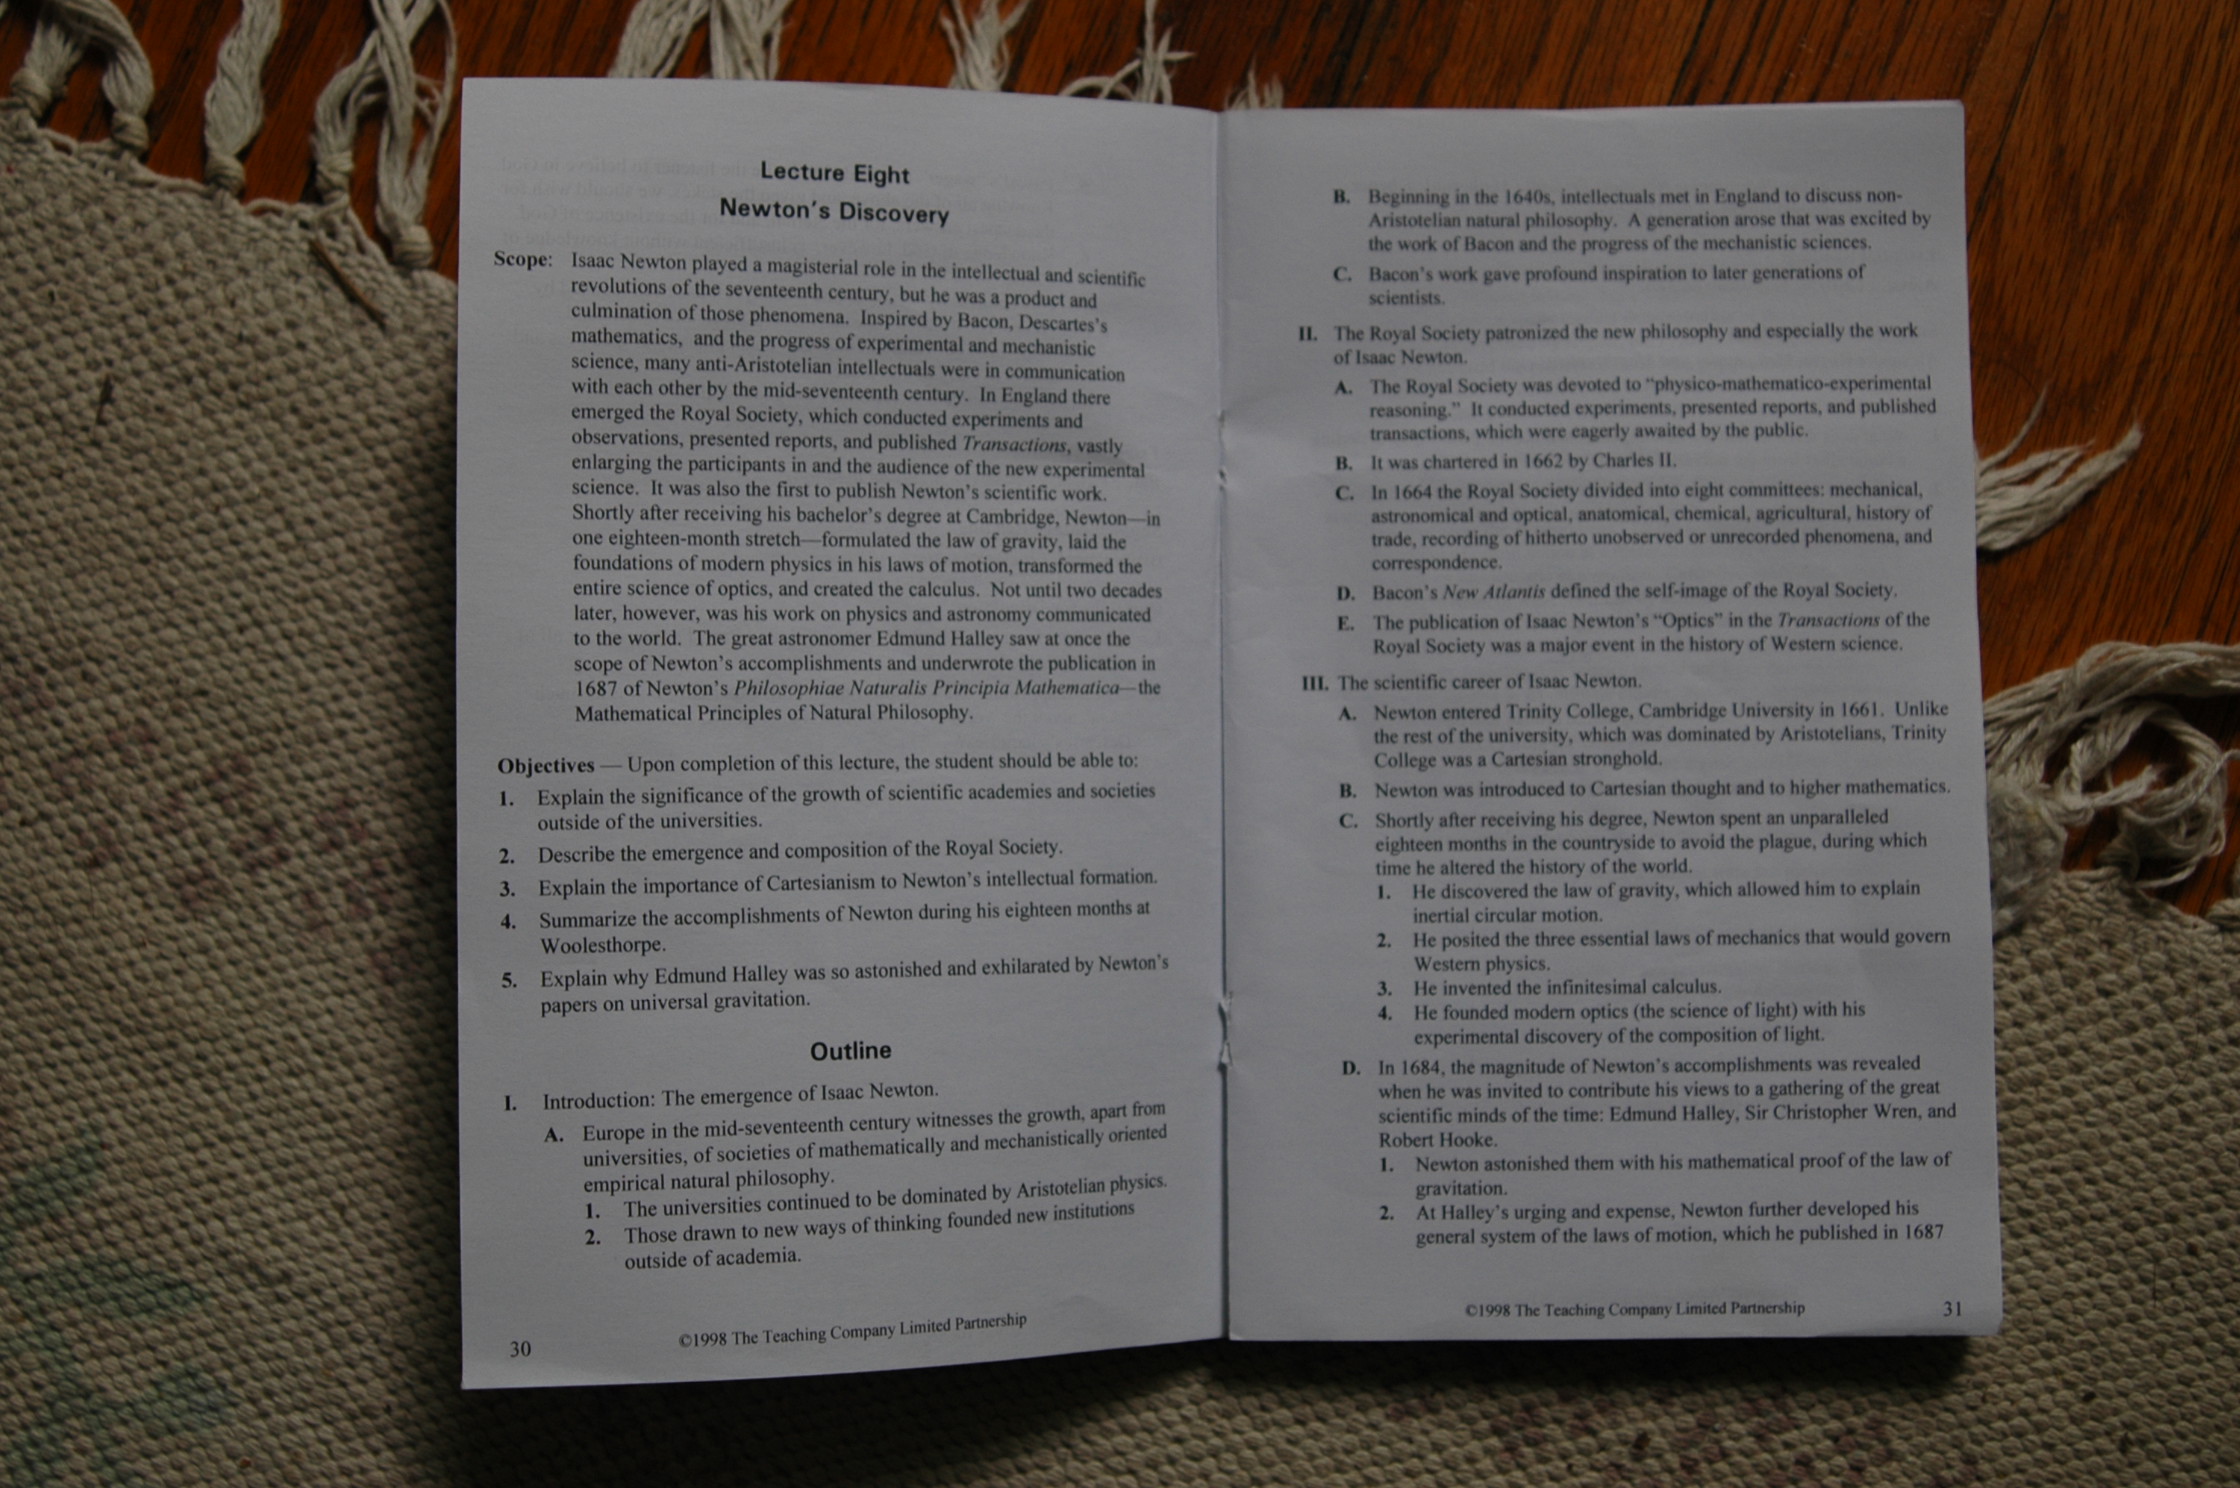 Lecture Eight
Newton's Discovery
Scope: Isaac Newton played a magisterial role in the intellectual and scientific
revolutions of the seventeenth century, but he was a product and
culmination of those phenomena. Inspired by Bacon, Descartes's
mathematics, and the progress of experimental and mechanistic
science, many anti-Aristotelian intellectuals were in communication
with each other by the mid-seventeenth century. In England there
emerged the Royal Society, which conducted experiments and
observations, presented reports, and published Transactions, vastly
enlarging the participants in and the audience of the new experimental
science. It was also the first to publish Newton's scientific work.
Shortly after receiving his bachelor's degree at Cambridge, Newton—in
one eighteen-month stretch—formulated the law of gravity, laid the
foundations of modern physics in his laws of motion, transformed the
entire science of optics, and created the calculus. Not until two decades
later, however, was his work on physics and astronomy communicated
to the world. The great astronomer Edmund Halley saw at once the
scope of Newton's accomplishments and underwrote the publication in
1687 of Newton's Philosophiae Naturalis Principia Mathematica—the
Mathematical Principles of Natural Philosophy.
Objectives — Upon completion of this lecture, the student should be able to:
1. Explain the significance of the growth of scientific academies and societies
outside of the universities.
2. Describe the emergence and composition of the Royal Society.
3. Explain the importance of Cartesianism to Newton's intellectual formation.
4. Summarize the accomplishments of Newton during his eighteen months at
Woolesthorpe.
5. Explain why Edmund Halley was so astonished and exhilarated by Newton's
papers on universal gravitation.
Outline
I. Introduction: The emergence of Isaac Newton.
A. Europe in the mid-seventeenth century witnesses the growth, apart from
universities, of societies of mathematically and mechanistically oriented
empirical natural philosophy.
1. The universities continued to be dominated by Aristotelian physics.
2. Those drawn to new ways of thinking founded new institutions
outside of academia.
30 ©1998 The Teaching Company Limited Partnership
B. Beginning in the 1640s, intellectuals met in England to discuss non-
Aristotelian natural philosophy. A generation arose that was excited by
the work of Bacon and the progress of the mechanistic sciences.
C. Bacon's work gave profound inspiration to later generations of
scientists.
II. The Royal Society patronized the new philosophy and especially the work
of Isaac Newton.
A. The Royal Society was devoted to "physico-mathematico-experimental
reasoning." It conducted experiments, presented reports, and published
transactions, which were eagerly awaited by the public.
B. It was chartered in 1662 by Charles II.
C. In 1664 the Royal Society divided into eight committees: mechanical,
astronomical and optical, anatomical, chemical, agricultural, history of
trade, recording of hitherto unobserved or unrecorded phenomena, and
correspondence.
D. Bacon's New Atlantis defined the self-image of the Royal Society.
E. The publication of Isaac Newton's "Optics" in the Transactions of the
Royal Society was a major event in the history of Western science.
III. The scientific career of Isaac Newton.
A. Newton entered Trinity College, Cambridge University in 1661. Unlike
the rest of the university, which was dominated by Aristotelians, Trinity
College was a Cartesian stronghold.
B. Newton was introduced to Cartesian thought and to higher mathematics.
C. Shortly after receiving his degree, Newton spent an unparalleled
eighteen months in the countryside to avoid the plague, during which
time he altered the history of the world.
1. He discovered the law of gravity, which allowed him to explain
inertial circular motion.
2. He posited the three essential laws of mechanics that would govern
Western physics.
3. He invented the infinitesimal calculus.
4. He founded modern optics (the science of light) with his
experimental discovery of the composition of light.
D. In 1684, the magnitude of Newton's accomplishments was revealed
when he was invited to contribute his views to a gathering of the great
scientific minds of the time: Edmund Halley, Sir Christopher Wren, and
Robert Hooke.
1. Newton astonished them with his mathematical proof of the law of
gravitation.
2. At Halley's urging and expense, Newton further developed his
general system of the laws of motion, which he published in 1687
©1998 The Teaching Company Limited Partnership 31